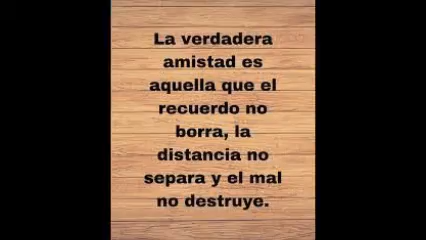 La verdadera
amistad es
aquella que el
recuerdo no
borra, la
distancia no
separa y el mal
no destruye.